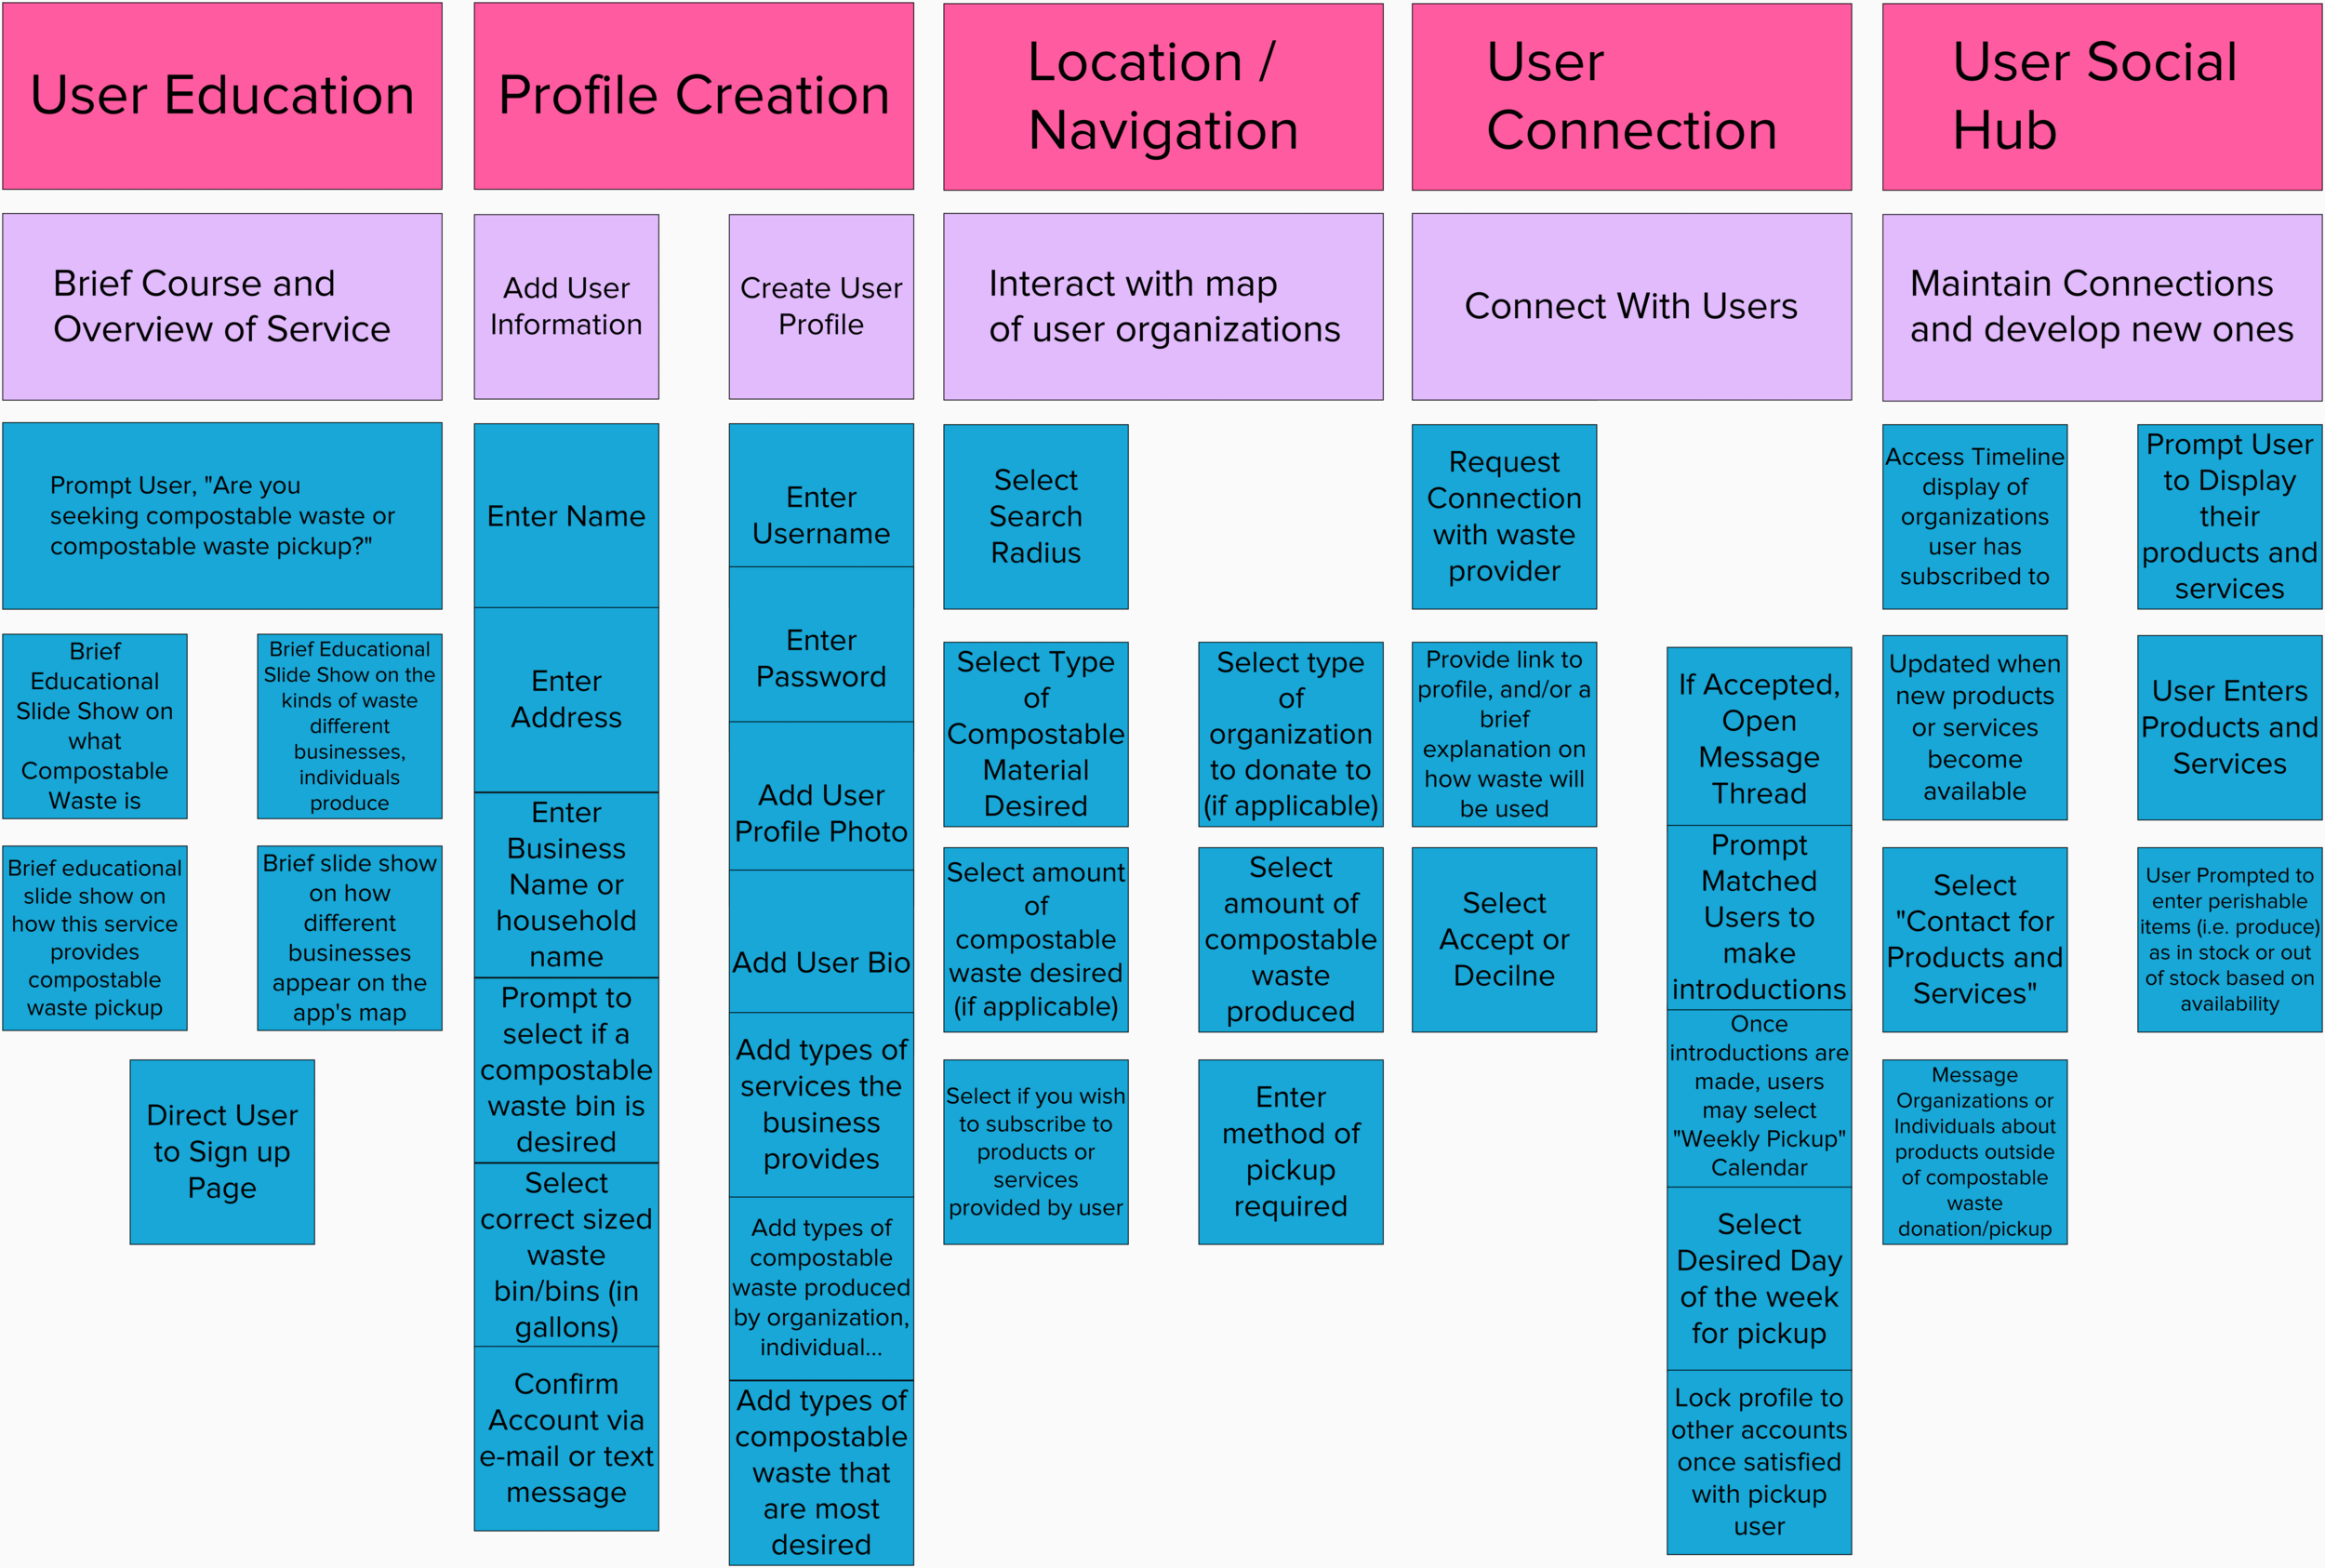 User Education
Brief Course and
Overview of Service
Prompt User, "Are you
seeking compostable waste or
compostable waste pickup?"
Brief
Educational
Slide Show on
what
Compostable
Waste is
Brief Educational
Slide Show on the
kinds of waste
different
businesses,
individuals
produce
Brief educational
slide show on
how this service
provides
compostable
waste pickup
Brief slide show
on how
different
businesses
appear on the
app's map
Direct User
to Sign up
Page
Profile Creation
Add User
Information
Enter Name
Enter
Address
Enter
Business
Name or
household
name
Prompt to
select if a
compostable
waste bin is
desired
Select
correct sized
waste
bin/bins (in
gallons)
Confirm
Account via
e-mail or text
message
Create User
Profile
Enter
Username
Enter
Password
Add User
Profile Photo
Add User Bio
Add types of
services the
business
provides
Add types of
compostable
waste produced
by organization,
individual...
Add types of
compostable
waste that
are most
desired
Location /
Navigation
Interact with map
of user organizations
Select
Search
Radius
Select Type
of
Compostable
Material
Desired
Select type
of
organization
to donate to
(if applicable)
Select amount
of
compostable
waste desired
(if applicable)
Select
amount of
compostable
waste
produced
Select if you wish
to subscribe to
products or
services
provided by user
Enter
method of
pickup
required
User
Connection
Connect With Users
Request
Connection
with waste
provider
Provide link to
profile, and/or a
brief
explanation on
how waste will
be used
Select
Accept or
Decilne
If Accepted,
Open
Message
Thread
Prompt
Matched
Users to
make
introductions
Once
introductions are
made, users
may select
"Weekly Pickup"
Calendar
Select
Desired Day
of the week
for pickup
Lock profile to
other accounts
once satisfied
with pickup
user
User Social
Hub
Maintain Connections
and develop new ones
Access Timeline
display of
organizations
user has
subscribed to
Prompt User
to Display
their
products and
services
Updated when
new products
or services
become
available
User Enters
Products and
Services
Select
"Contact for
Products and
Services"
User Prompted to
enter perishable
items (i.e. produce)
as in stock or out
of stock based on
availability
Message
Organizations or
Individuals about
products outside
of compostable
waste
donation/pickup